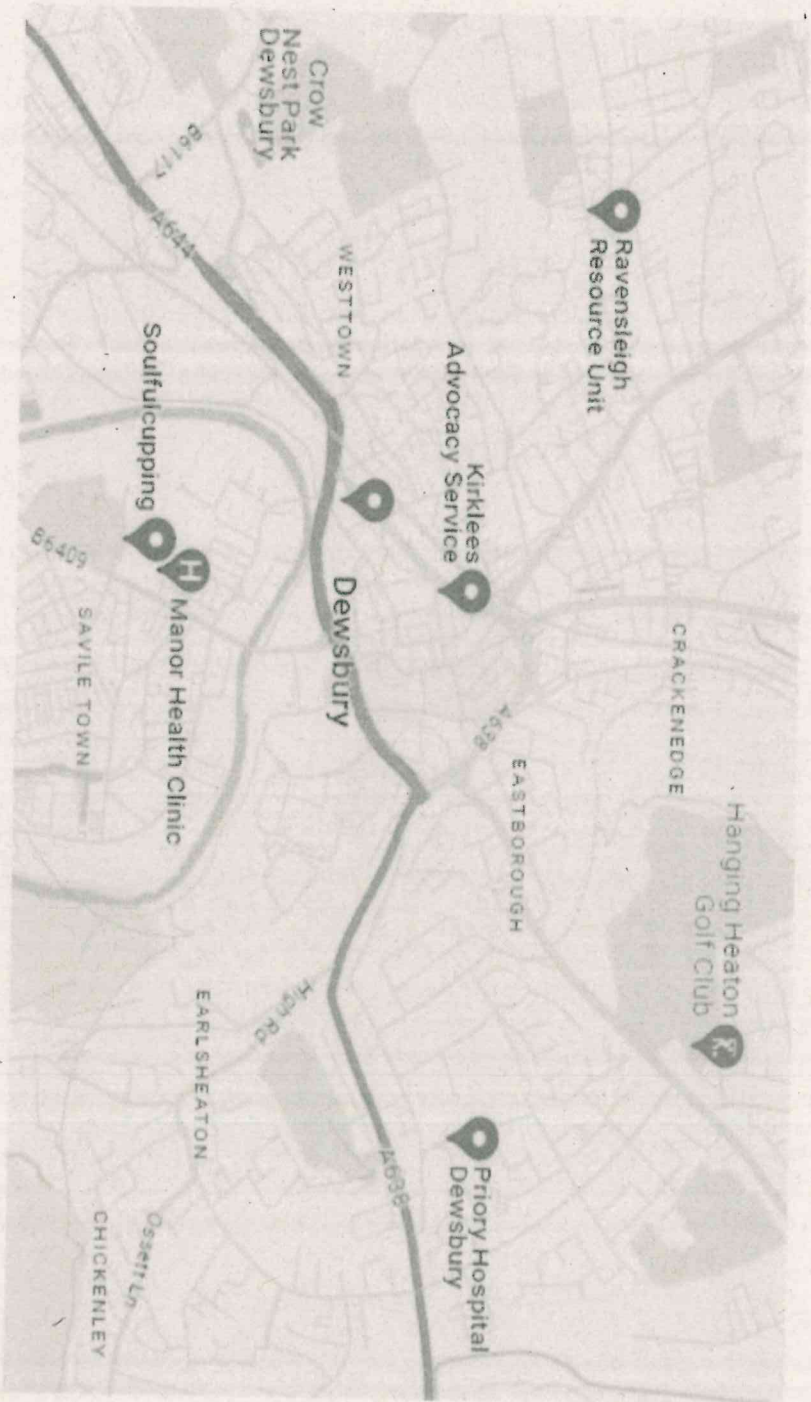 Ravensleigh
Resource Unit
CRACKENEDGE
Hanging Heaton
Golf Club
Kirklees
Advocacy Service
EASTBOROUGH
A638
Priory Hospital
Dewsbury
Crow
Nest Park
Dewsbury
WESTTOWN
Dewsbury
A638
High Rd
B6117
A644
Soulfulcupping
H
Manor Health Clinic
EARLSHEATON
B6409
SAVILE TOWN
Ossett Ln
CHICKENLEY